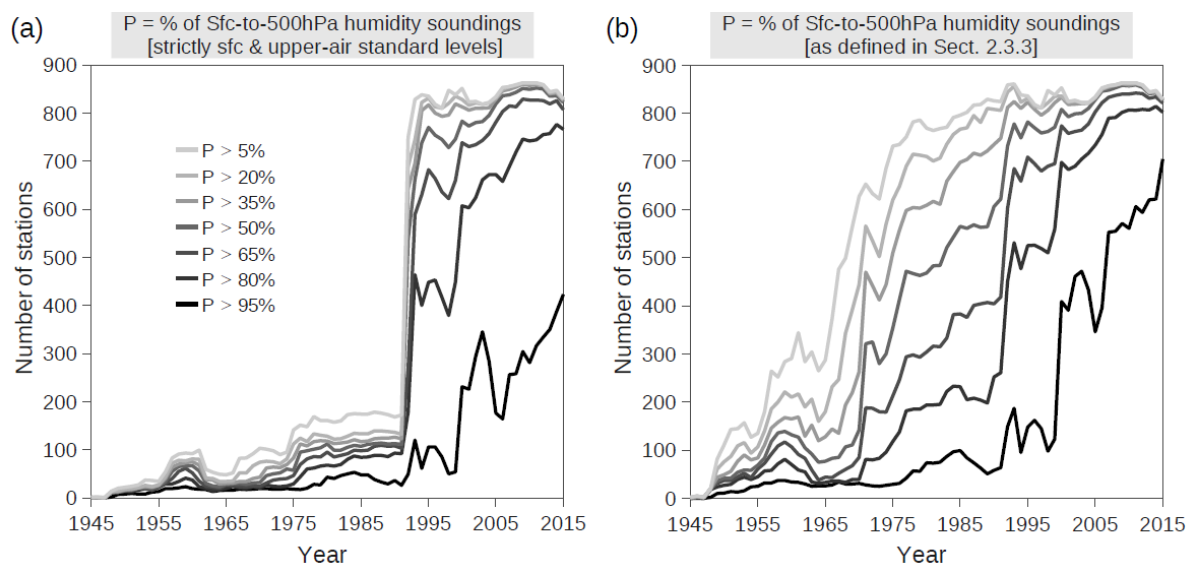 (a)
P = % of Sfc-to-500hPa humidity soundings
[strictly sfc & upper-air standard levels]
900
800
700
600
500
400
300
200
100
0
Number of stations
P > 5%
P > 20%
P > 35%
P > 50%
P > 65%
P > 80%
P > 95%
1945 1955 1965 1975 1985 1995 2005 2015
Year
(b)
P = % of Sfc-to-500hPa humidity soundings
[as defined in Sect. 2.3.3]
900
800
700
600
500
400
300
200
100
0
Number of stations
1945 1955 1965 1975 1985 1995 2005 2015
Year